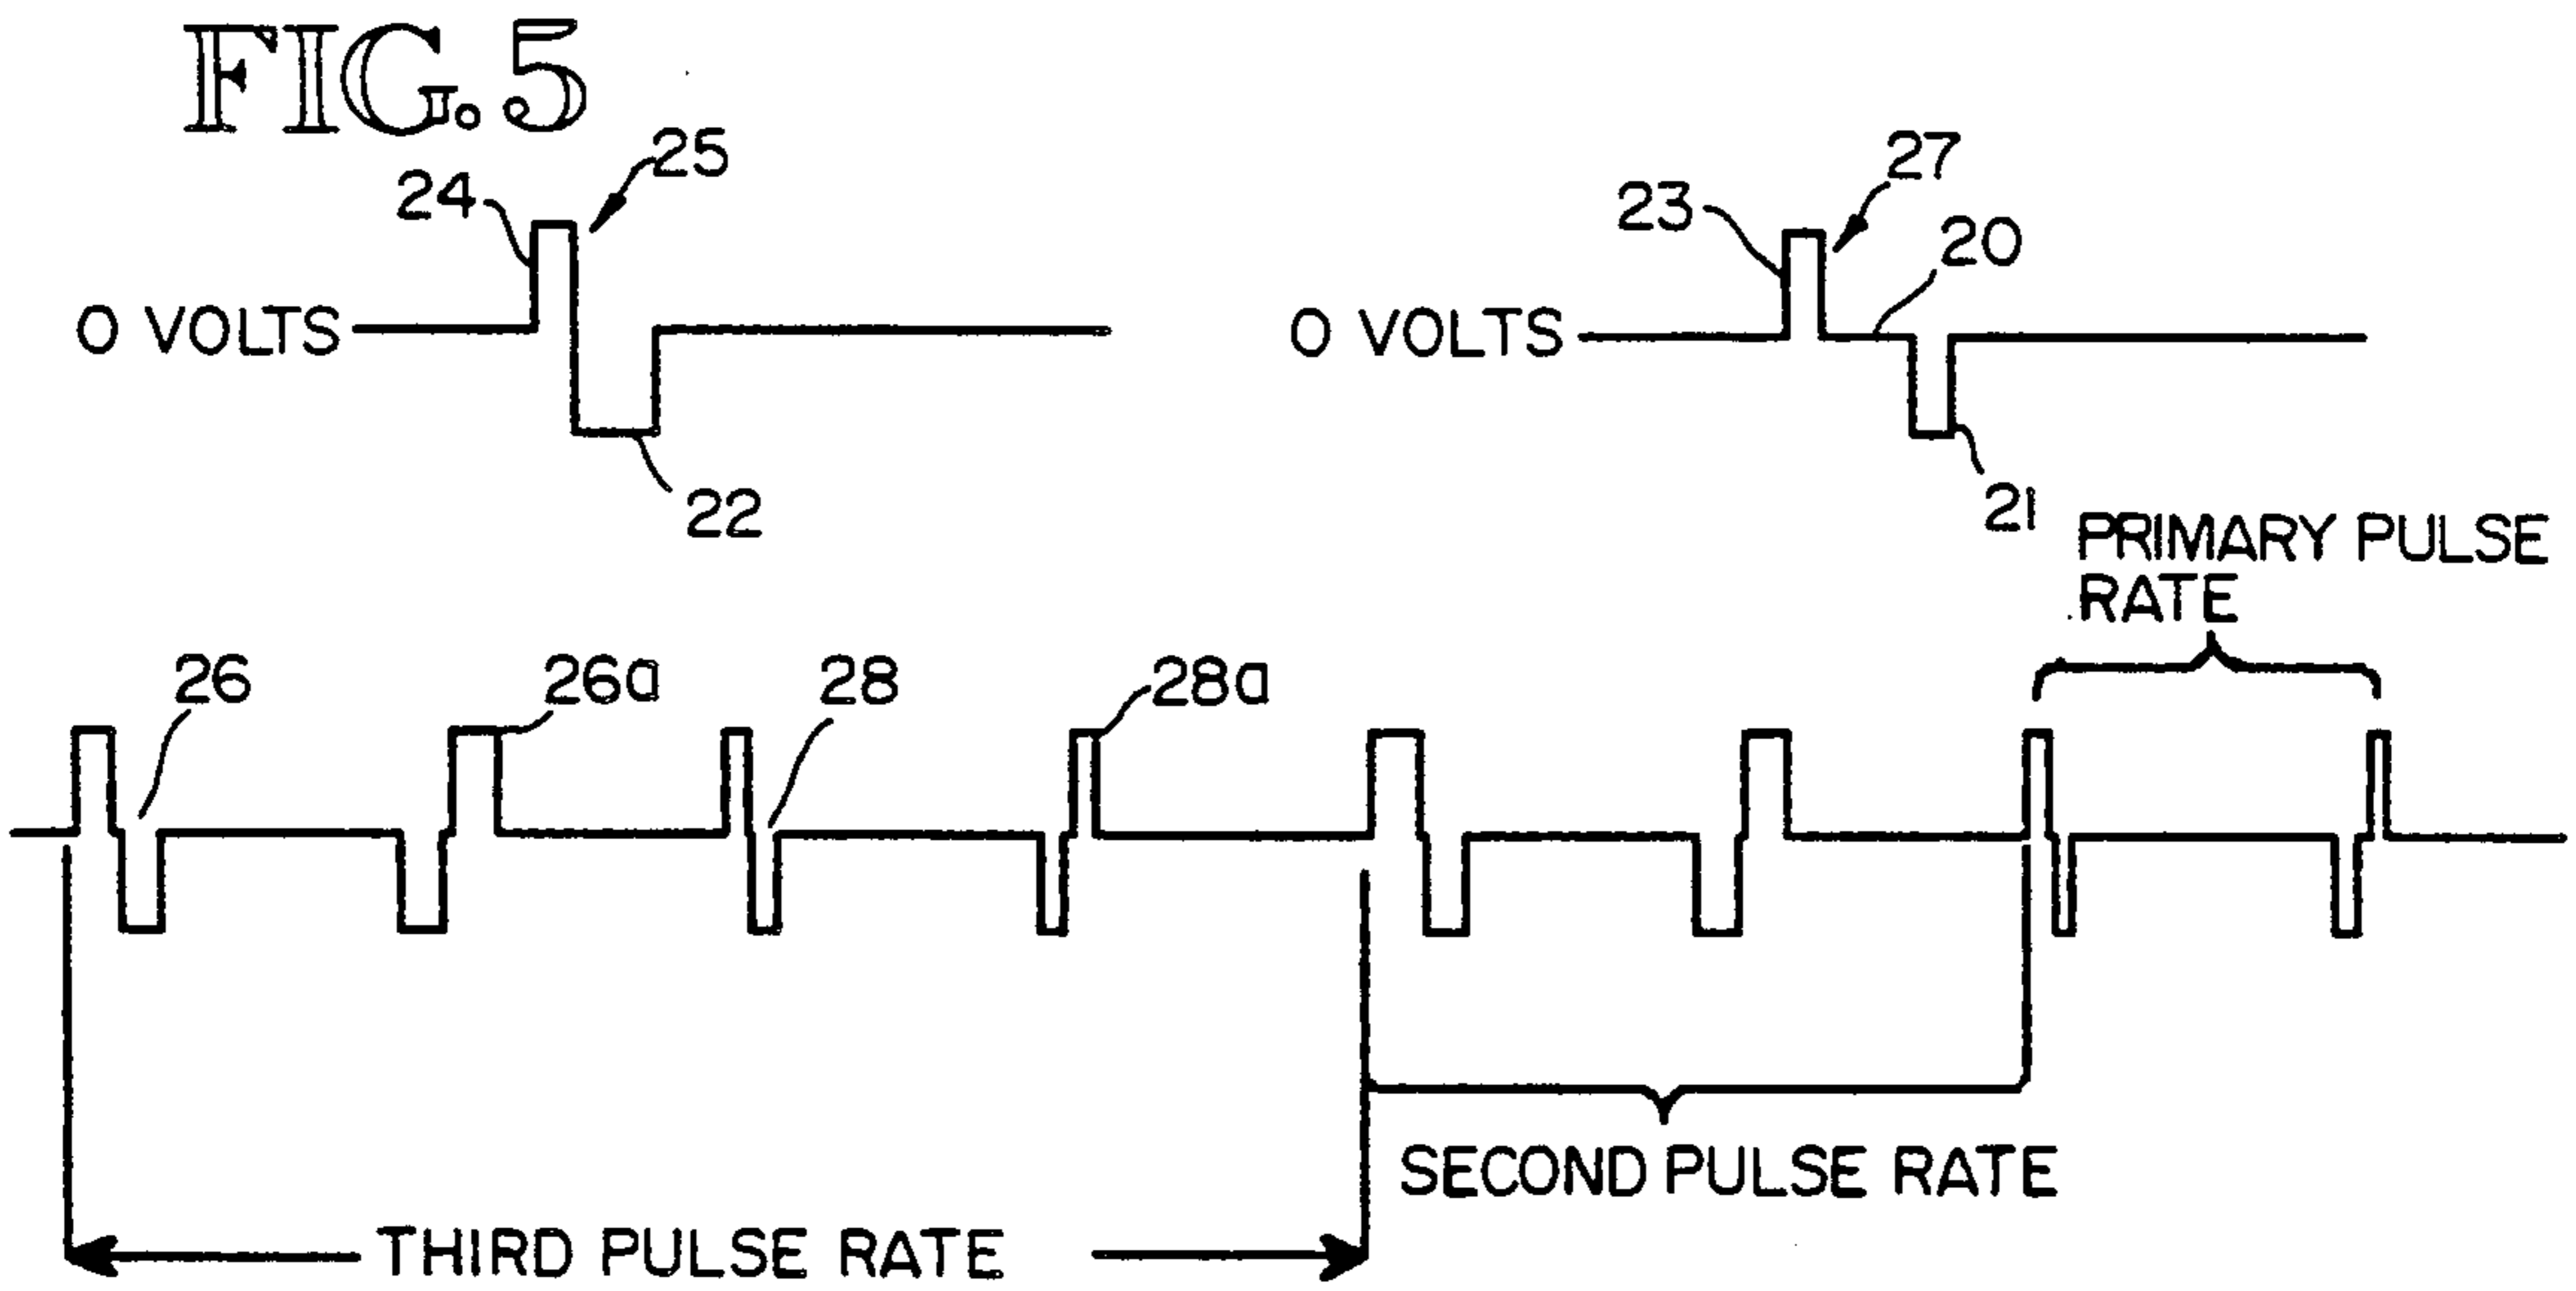 FIG. 5
25
24
27
23
20
0 VOLTS
0 VOLTS
22
21
PRIMARY PULSE
RATE
26
26a
28
28a
SECOND PULSE RATE
THIRD PULSE RATE